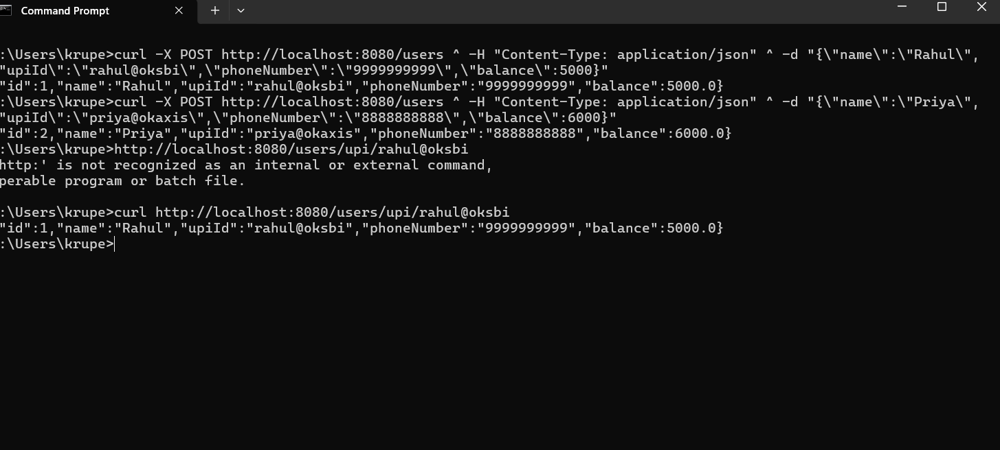 Command Prompt
:\Users\krupe>curl -X POST http://localhost:8080/users ^ -H "Content-Type: application/json" ^ -d "{\"name\":\"Rahul\",
"upiId\":\"rahul@oksbi\",\"phoneNumber\":\"9999999999\",\"balance\":5000}"
"id":1,"name":"Rahul","upiId":"rahul@oksbi","phoneNumber":"9999999999","balance":5000.0}
:\Users\krupe>curl -X POST http://localhost:8080/users ^ -H "Content-Type: application/json" ^ -d "{\"name\":\"Priya\",
"upiId\":\"priya@okaxis\",\"phoneNumber\":\"8888888888\",\"balance\":6000}"
"id":2,"name":"Priya","upiId":"priya@okaxis","phoneNumber":"8888888888","balance":6000.0}
:\Users\krupe>http://localhost:8080/users/upi/rahul@oksbi
http:' is not recognized as an internal or external command,
perable program or batch file.
:\Users\krupe>curl http://localhost:8080/users/upi/rahul@oksbi
"id":1,"name":"Rahul","upiId":"rahul@oksbi","phoneNumber":"9999999999","balance":5000.0}
:\Users\krupe>